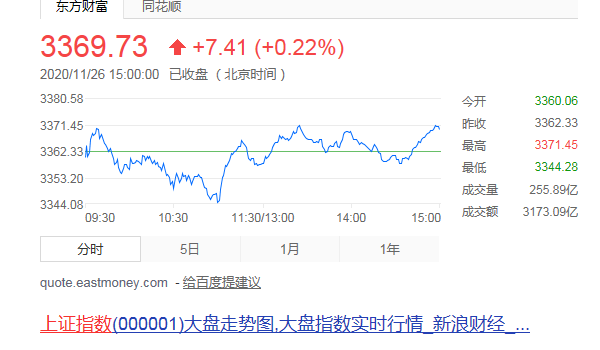 东方财富 同花顺
3369.73 +7.41 (+0.22%)
2020/11/26 15:00:00 已收盘 (北京时间)
3380.58
3371.45
3362.33
3353.20
3344.08
09:30 10:30 11:30/13:00 14:00 15:00
今开 3360.06
昨收 3362.33
最高 3371.45
最低 3344.28
成交量 255.89亿
成交额 3173.09亿
分时 5日 1月 1年
quote.eastmoney.com - 给百度提建议
上证指数(000001)大盘走势图,大盘指数实时行情_新浪财经_...